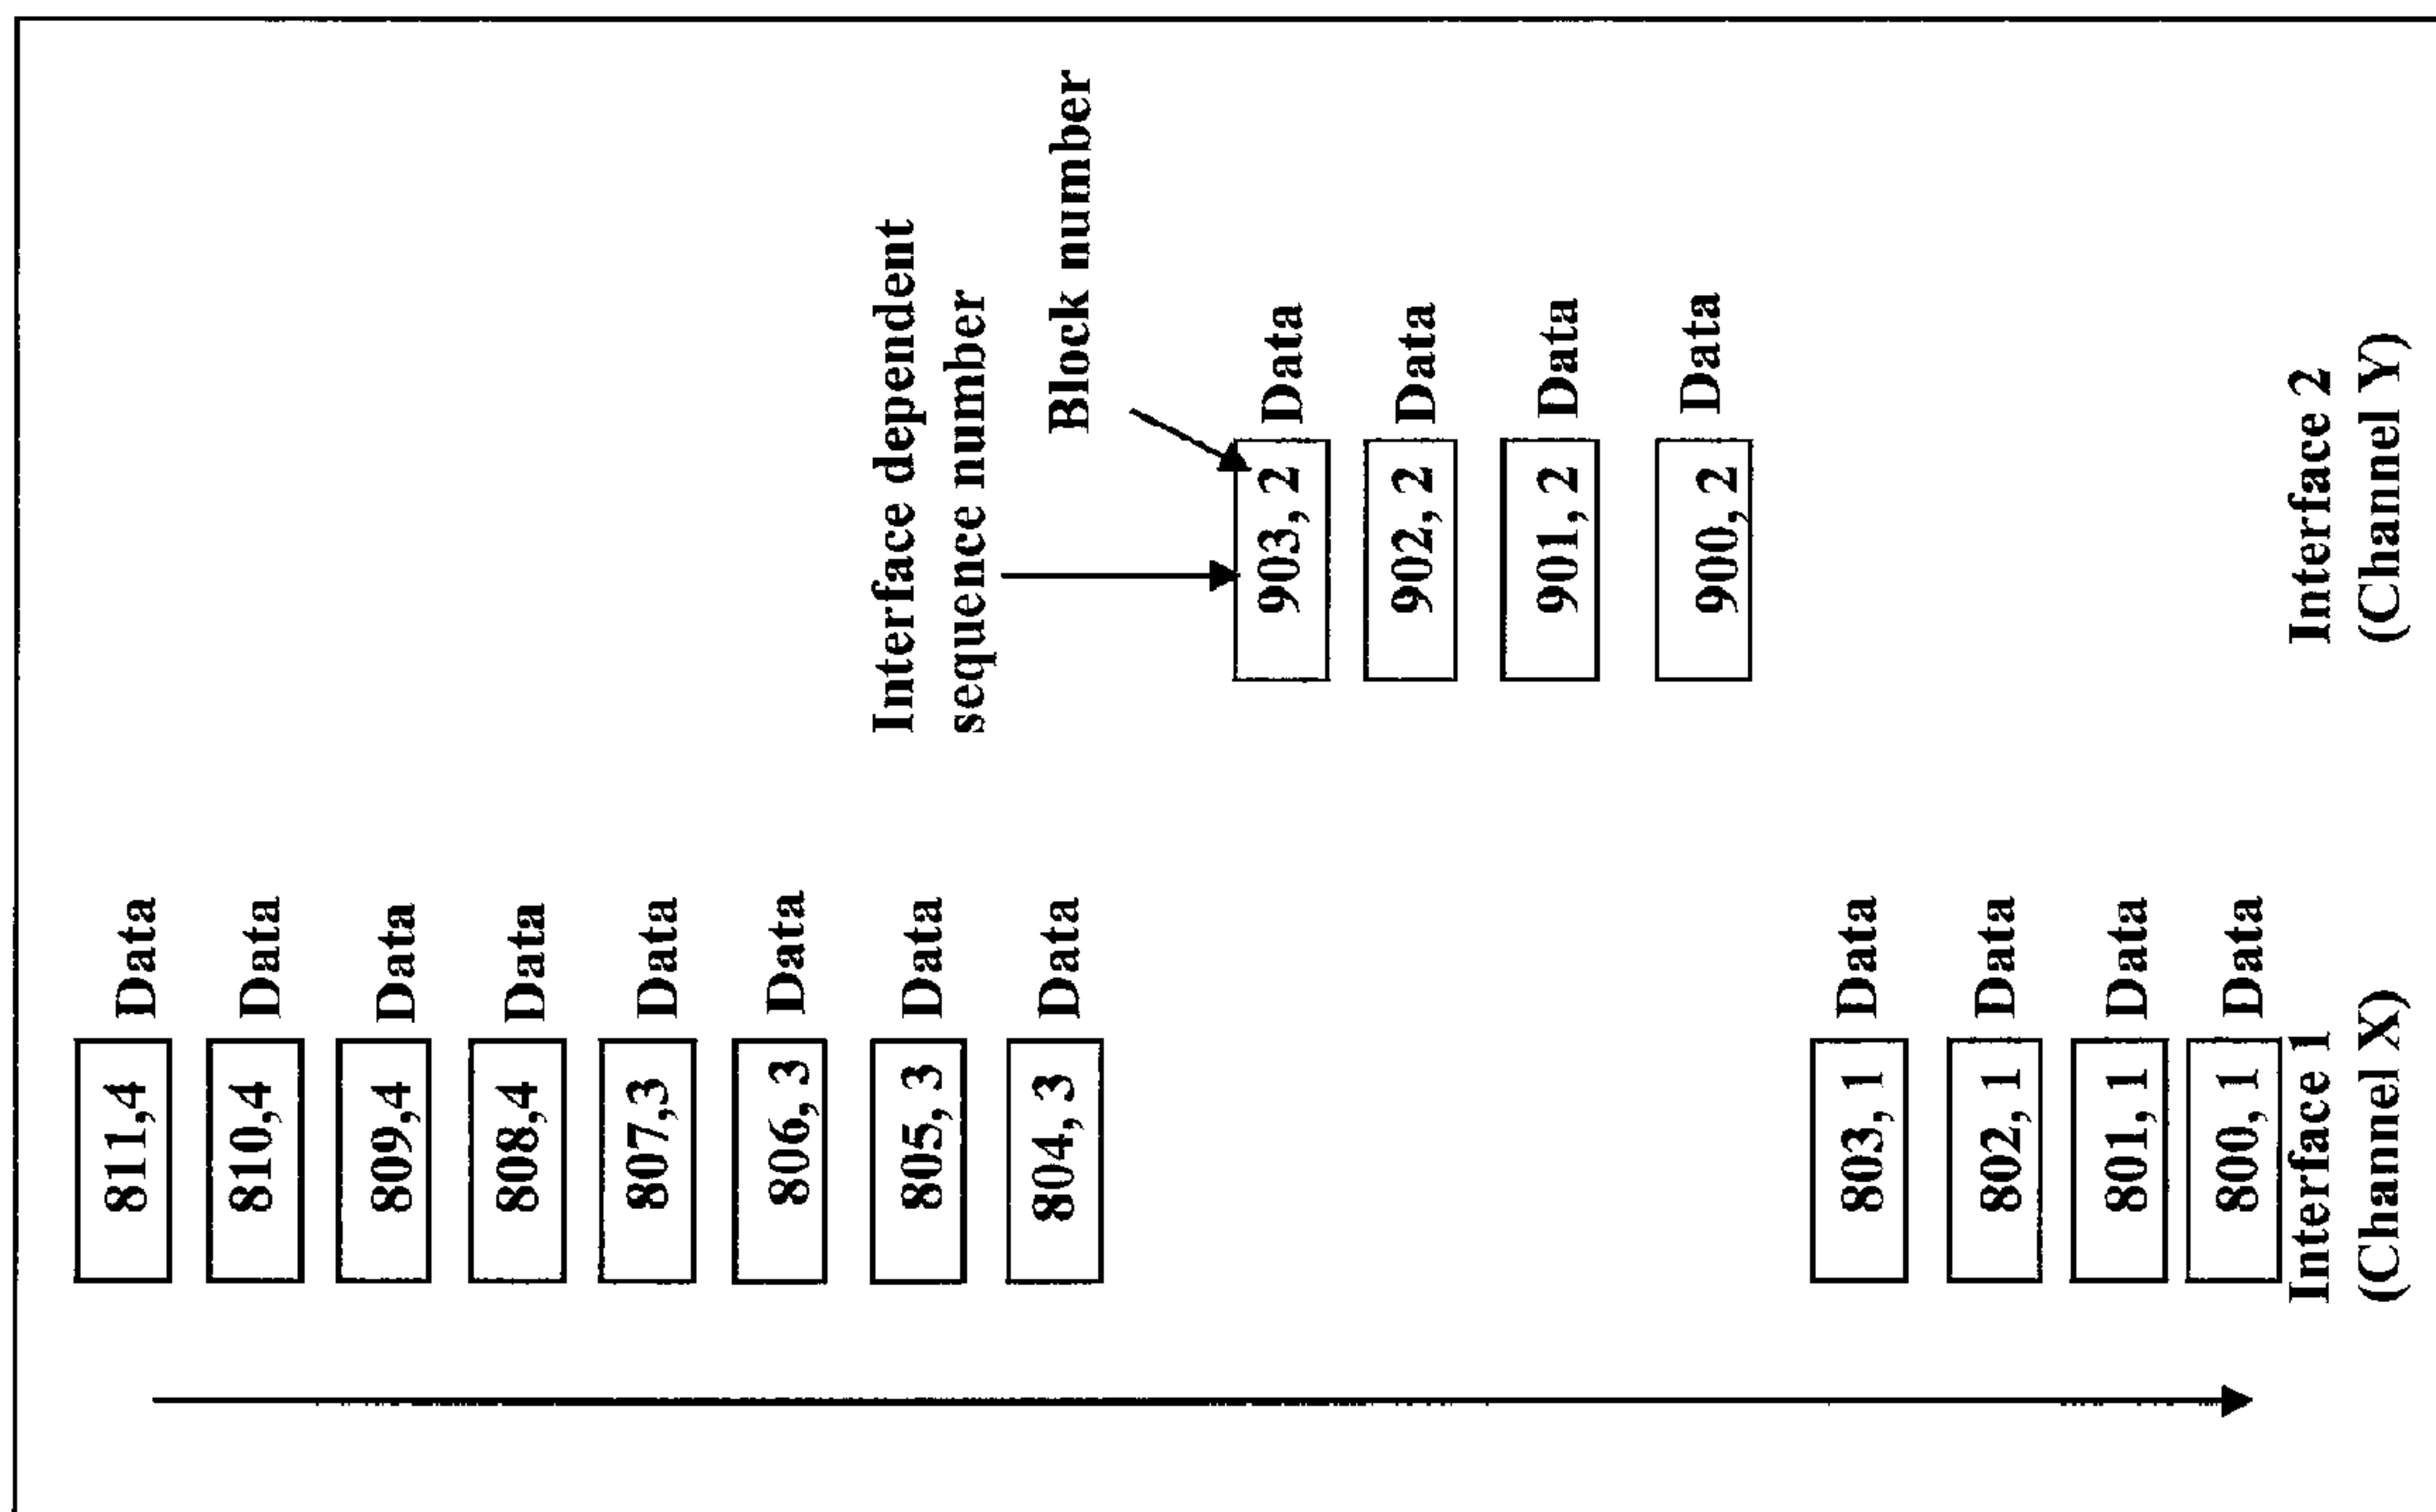 811,4 Data
810,4 Data
809,4 Data
808,4 Data
807,3 Data
806, 3 Data
805, 3 Data
804, 3 Data
803, 1 Data
802, 1 Data
801, 1 Data
800, 1 Data
Interface 1
(Channel X)
Interface dependent
sequence number
Block number
903, 2 Data
902, 2 Data
901, 2 Data
900, 2 Data
Interface 2
(Channel Y)